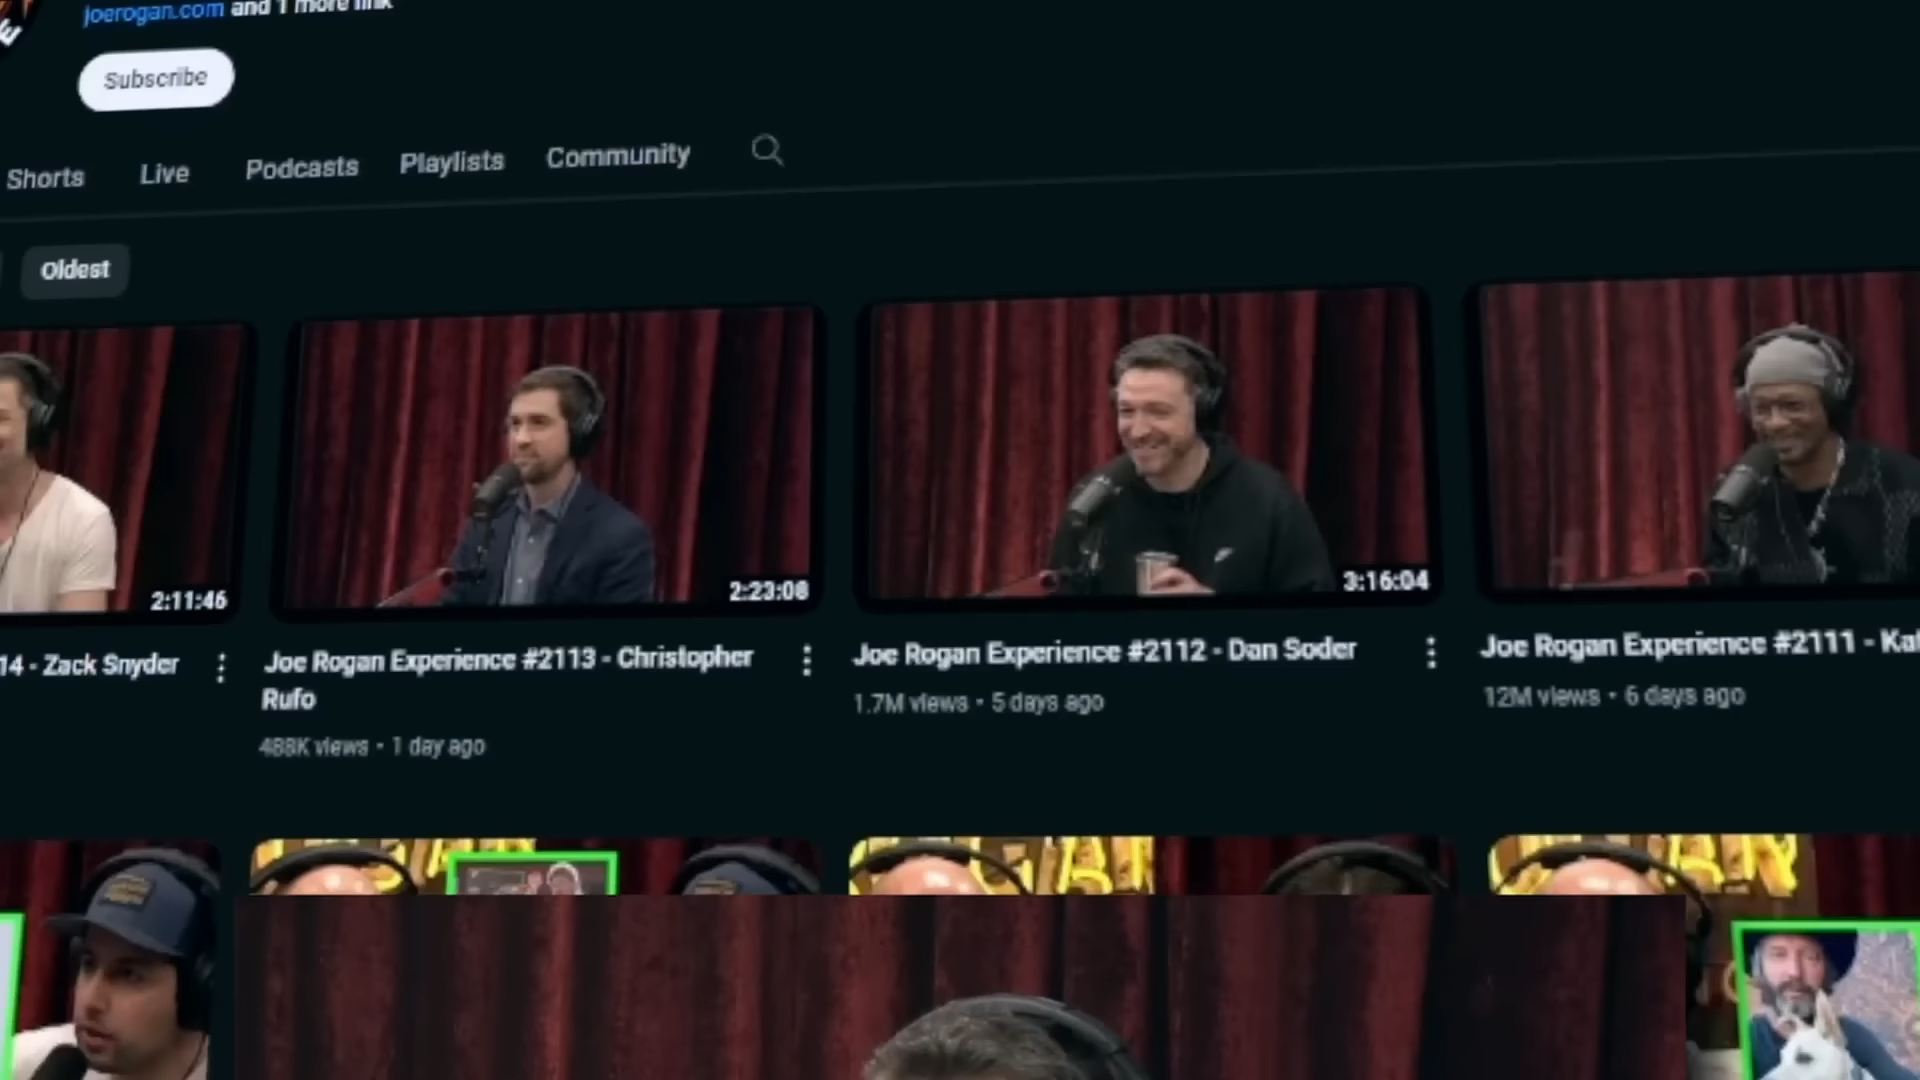 joerogan.com and 1 more link
Subscribe
Shorts Live Podcasts Playlists Community
Oldest
2:11:46
2:23:08
3:16:04
14 - Zack Snyder
Joe Rogan Experience #2113 - Christopher
Rufo
488K views • 1 day ago
Joe Rogan Experience #2112 - Dan Soder
1.7M views • 5 days ago
Joe Rogan Experience #2111 - Kat
12M views • 6 days ago